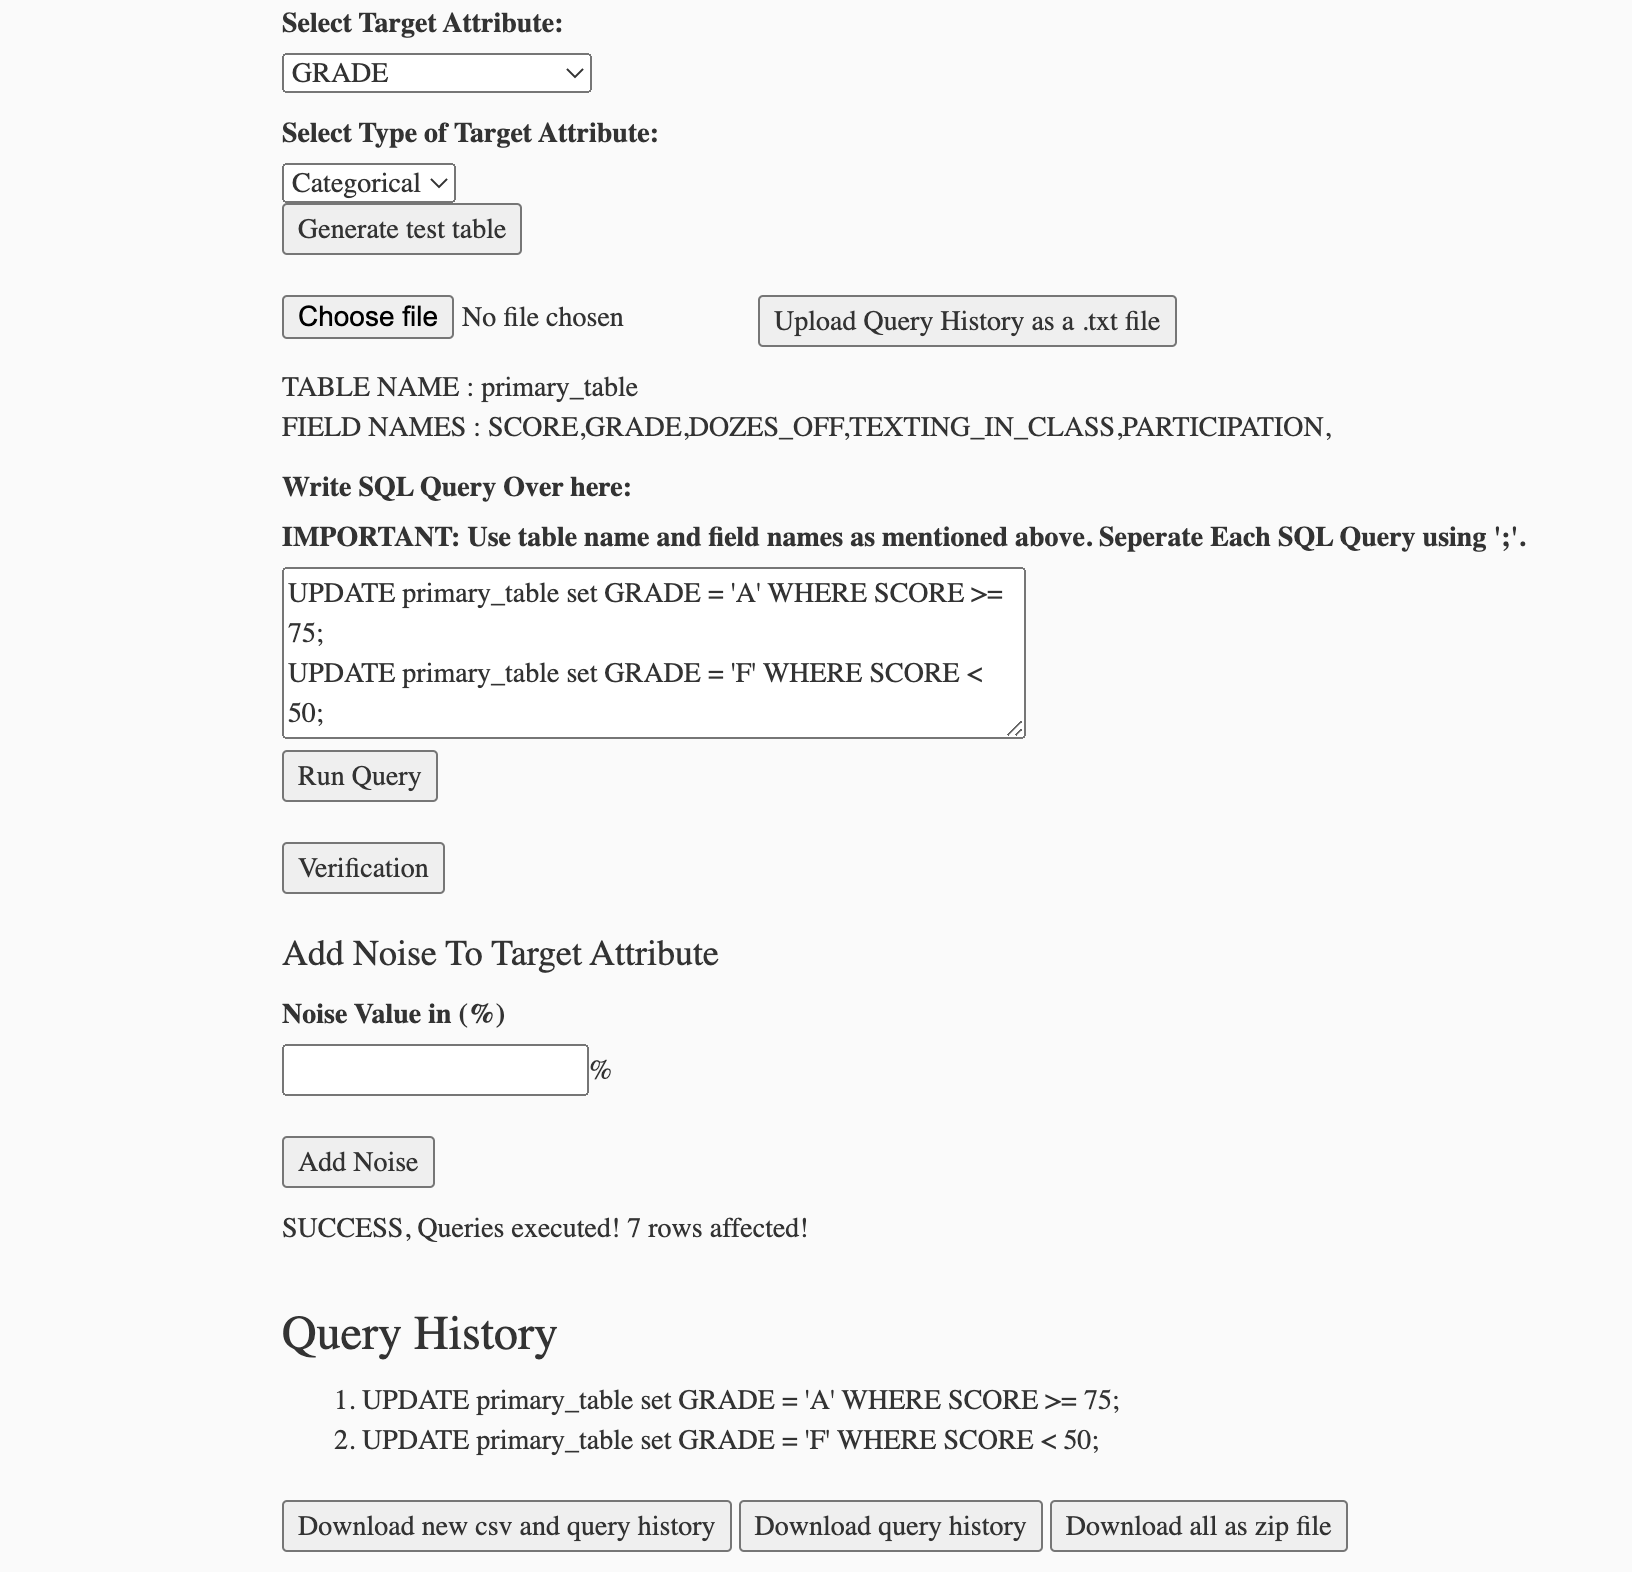 Select Target Attribute:
GRADE
Select Type of Target Attribute:
Categorical
Generate test table
Choose file No file chosen Upload Query History as a .txt file
TABLE NAME : primary_table
FIELD NAMES : SCORE,GRADE,DOZES_OFF,TEXTING_IN_CLASS,PARTICIPATION,
Write SQL Query Over here:
IMPORTANT: Use table name and field names as mentioned above. Seperate Each SQL Query using ';'.
UPDATE primary_table set GRADE = 'A' WHERE SCORE >=
75;
UPDATE primary_table set GRADE = 'F' WHERE SCORE <
50;
Run Query
Verification
Add Noise To Target Attribute
Noise Value in (%)
%
Add Noise
SUCCESS, Queries executed! 7 rows affected!
Query History
1. UPDATE primary_table set GRADE = 'A' WHERE SCORE >= 75;
2. UPDATE primary_table set GRADE = 'F' WHERE SCORE < 50;
Download new csv and query history Download query history Download all as zip file